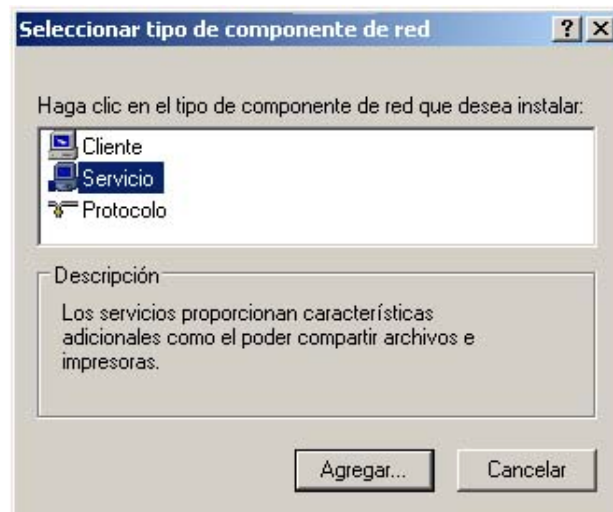 Seleccionar tipo de componente de red
Haga clic en el tipo de componente de red que desea instalar:
Cliente
Servicio
Protocolo
Descripción
Los servicios proporcionan características
adicionales como el poder compartir archivos e
impresoras.
Agregar... Cancelar